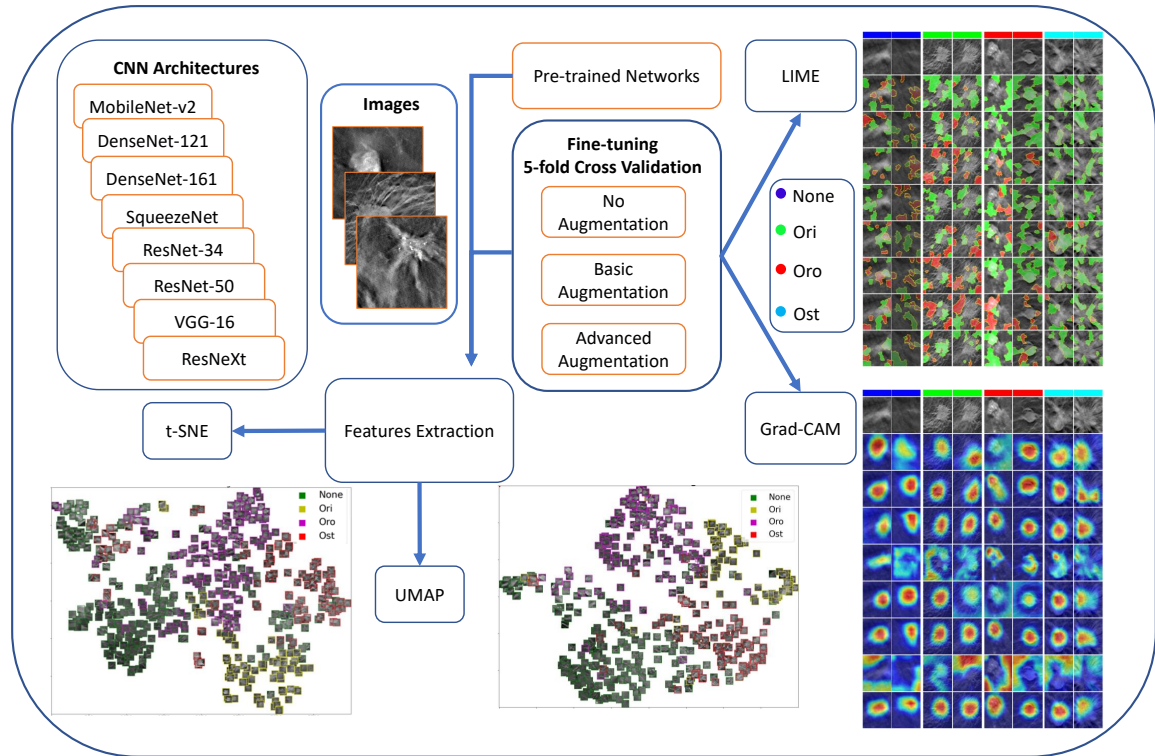 CNN Architectures
MobileNet-v2
DenseNet-121
DenseNet-161
SqueezeNet
ResNet-34
ResNet-50
VGG-16
ResNeXt
Images
Pre-trained Networks
Fine-tuning
5-fold Cross Validation
No
Augmentation
Basic
Augmentation
Advanced
Augmentation
LIME
None
Ori
Oro
Ost
Grad-CAM
t-SNE
Features Extraction
UMAP
None
Ori
Oro
Ost
None
Ori
Oro
Ost